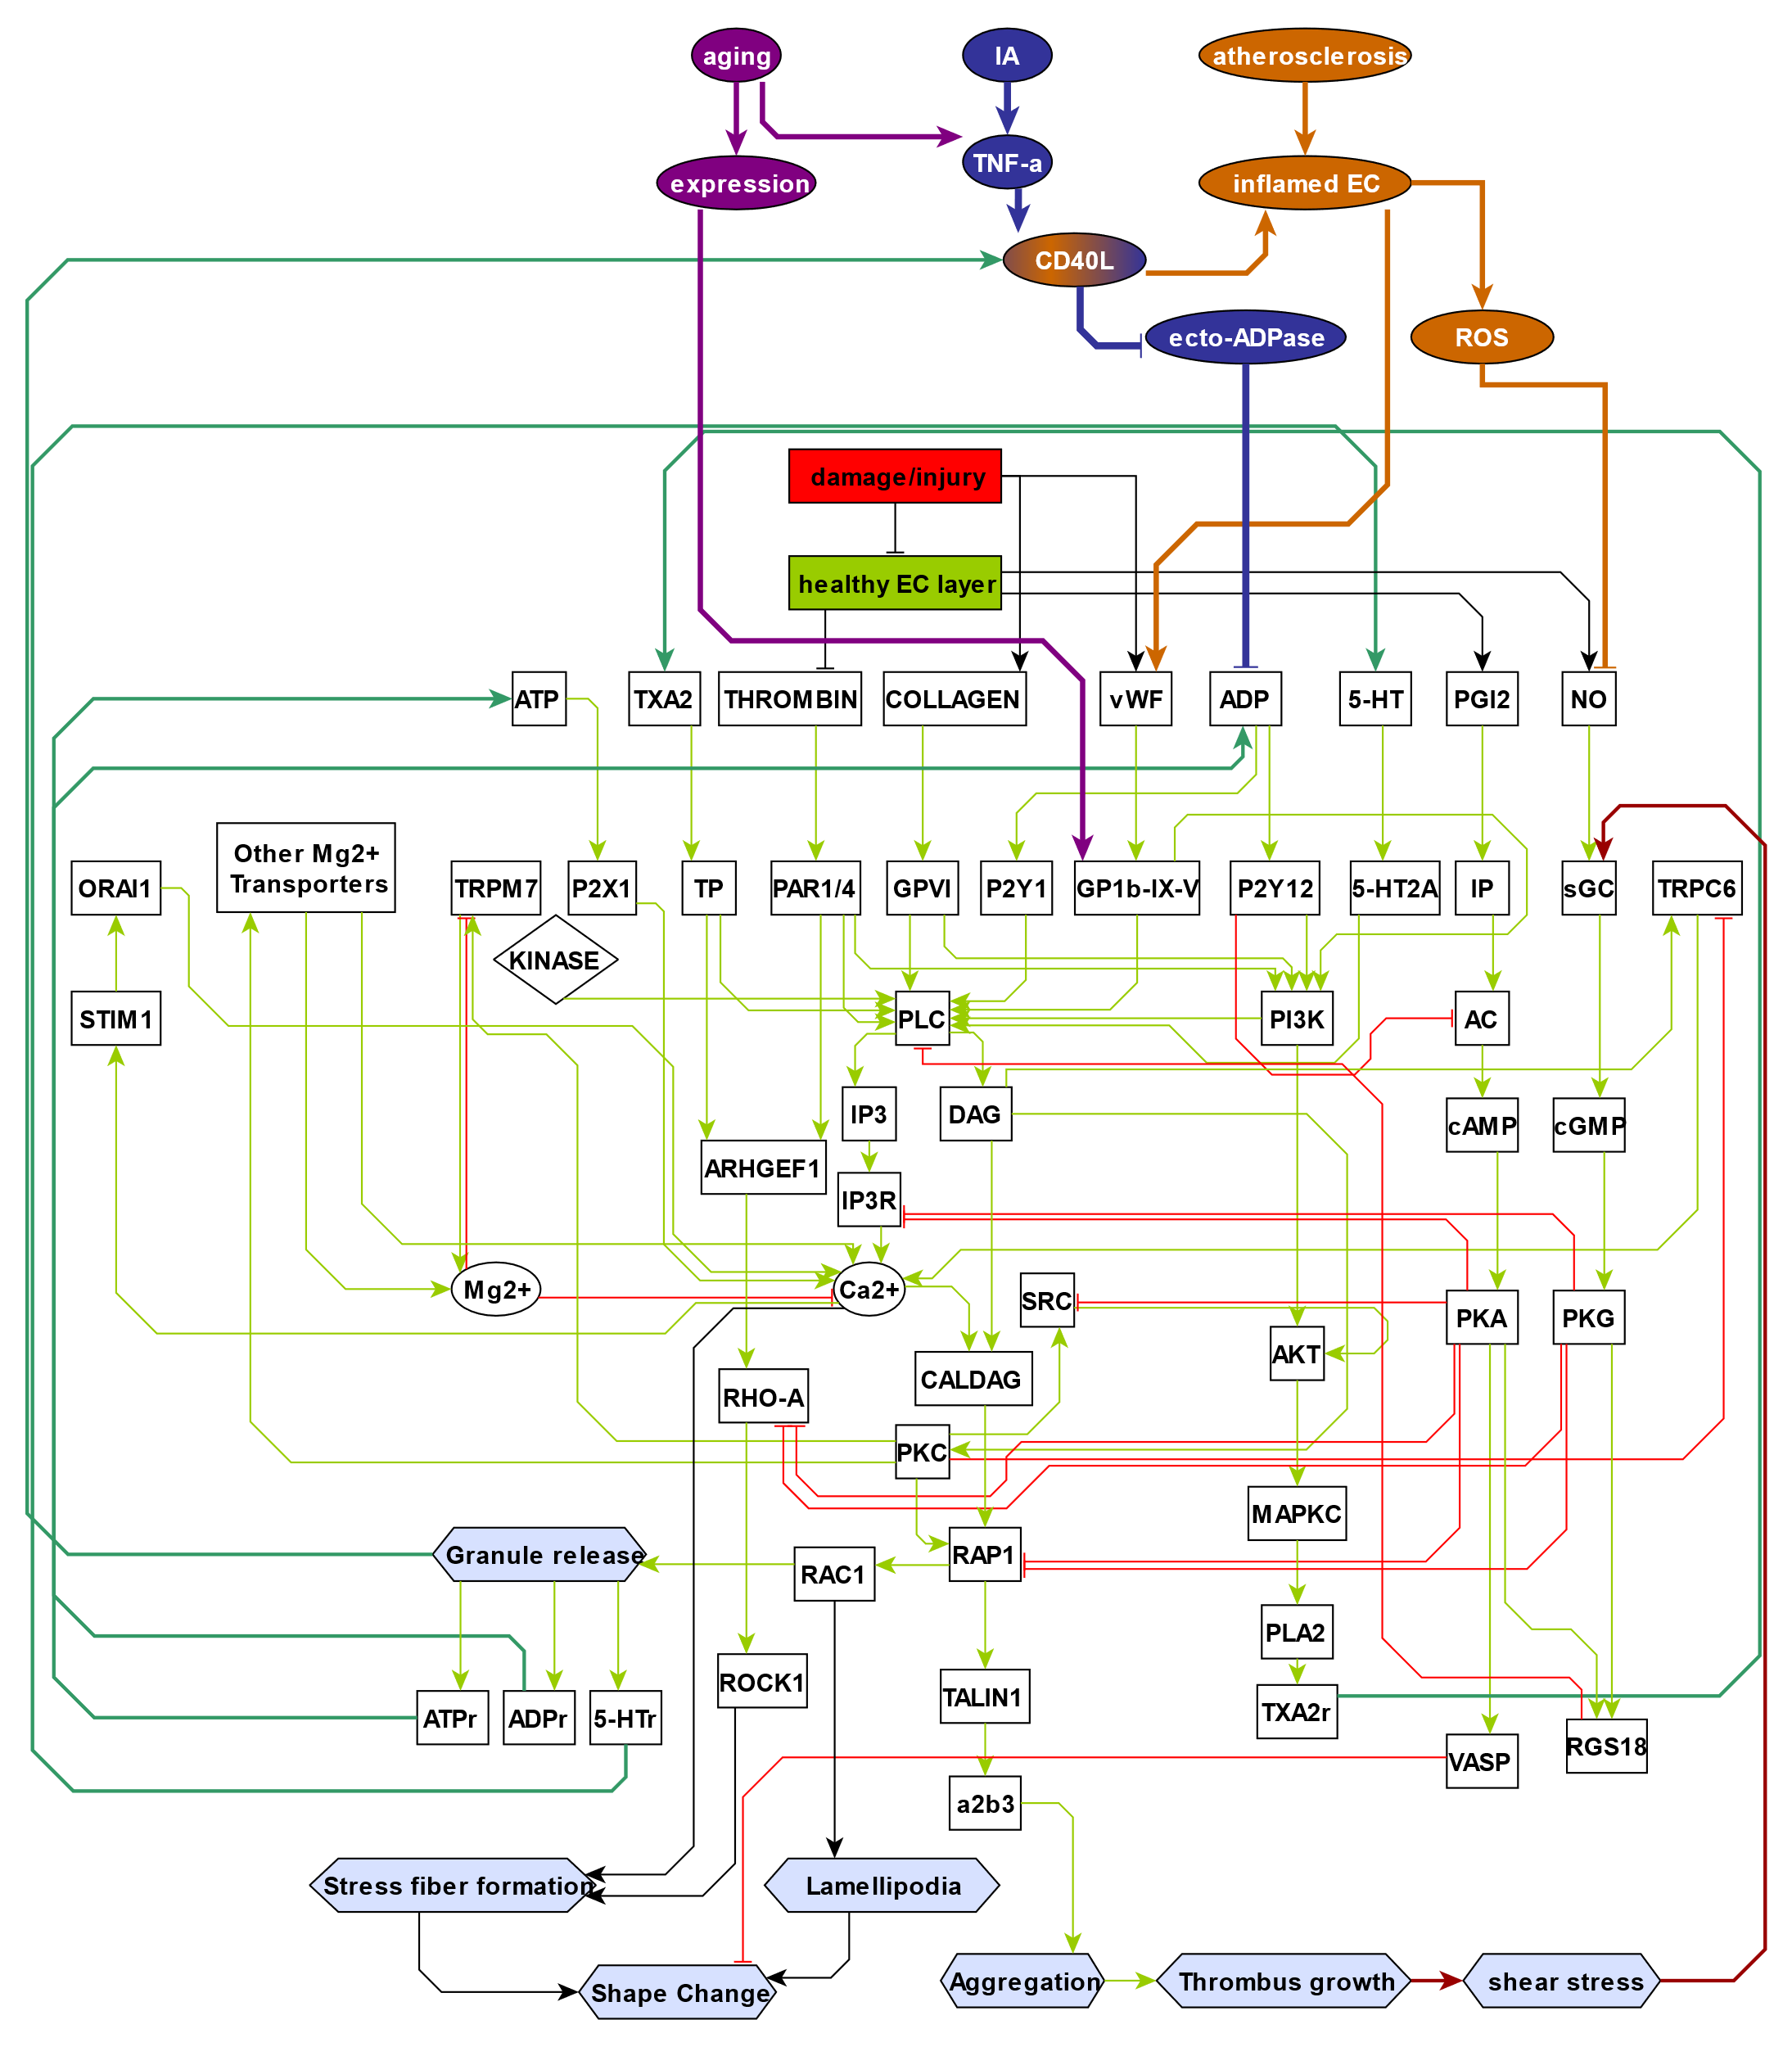 aging
IA
atherosclerosis
TNF-a
expression
inflamed EC
CD40L
ecto-ADPase
ROS
damage/injury
healthy EC layer
ATP
TXA2
THROMBIN
COLLAGEN
vWF
ADP
5-HT
PGI2
NO
Other Mg2+
Transporters
ORAI1
TRPM7
P2X1
TP
PAR1/4
GPVI
P2Y1
GP1b-IX-V
P2Y12
5-HT2A
IP
sGC
TRPC6
KINASE
STIM1
PLC
PI3K
AC
IP3
DAG
cAMP
cGMP
ARHGEF1
IP3R
Mg2+
Ca2+
SRC
PKA
PKG
AKT
CALDAG
RHO-A
PKC
MAPKC
Granule release
RAC1
RAP1
PLA2
ROCK1
TALIN1
ATPr
ADPr
5-HTr
TXA2r
VASP
RGS18
a2b3
Stress fiber formation
Lamellipodia
Shape Change
Aggregation
Thrombus growth
shear stress